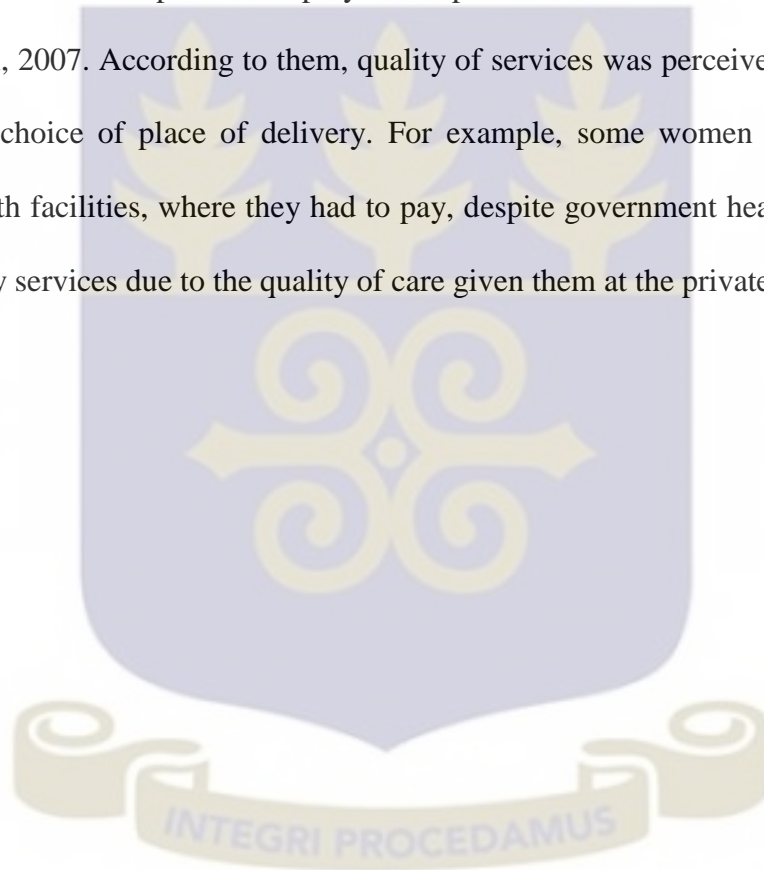 , 2007. According to them, quality of services was perceive
choice of place of delivery. For example, some women
th facilities, where they had to pay, despite government hea
y services due to the quality of care given them at the private
INTEGRI PROCEDAMUS